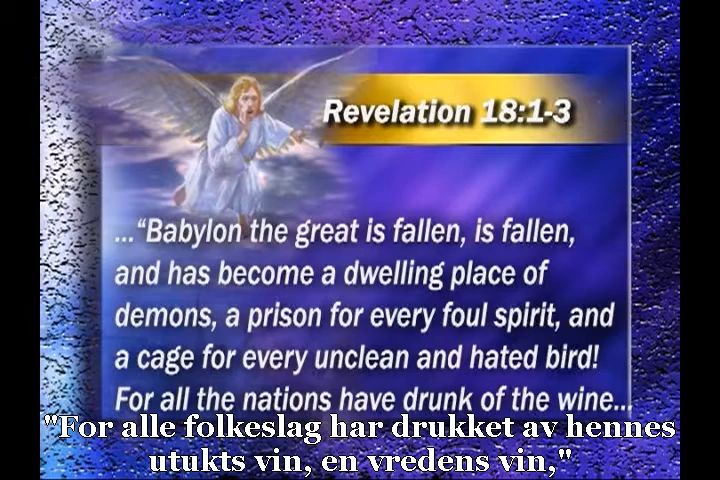 Revelation 18:1-3
..."Babylon the great is fallen, is fallen,
and has become a dwelling place of
demons, a prison for every foul spirit, and
a cage for every unclean and hated bird!
For all the nations have drunk of the wine...
"For alle folkeslag har drukket av hennes
utukts vin, en vredens vin,"